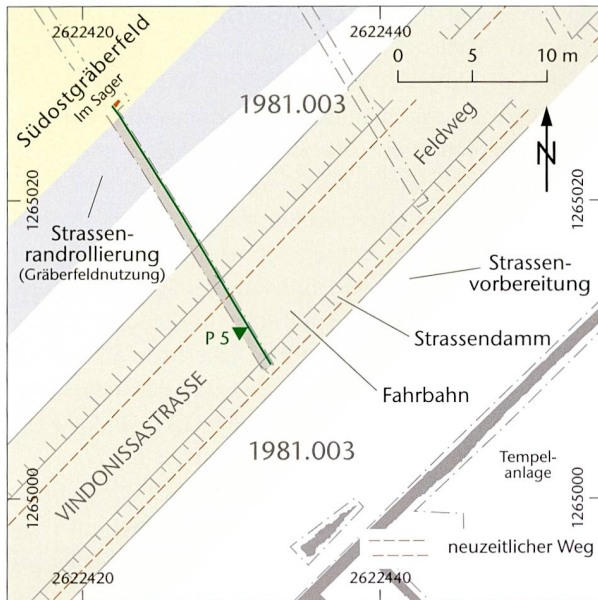 2622420
2622440
0 5 10 m
Südostgräberfeld
Im Sager
1981.003
Feldweg
N
1265020
1265020
Strassen-
randrollierung
(Gräberfeldnutzung)
Strassen-
vorbereitung
P 5
Strassendamm
Fahrbahn
VINDONISSASTRASSE
1981.003
Tempel-
anlage
1265000
1265000
neuzeitlicher Weg
2622420
2622440